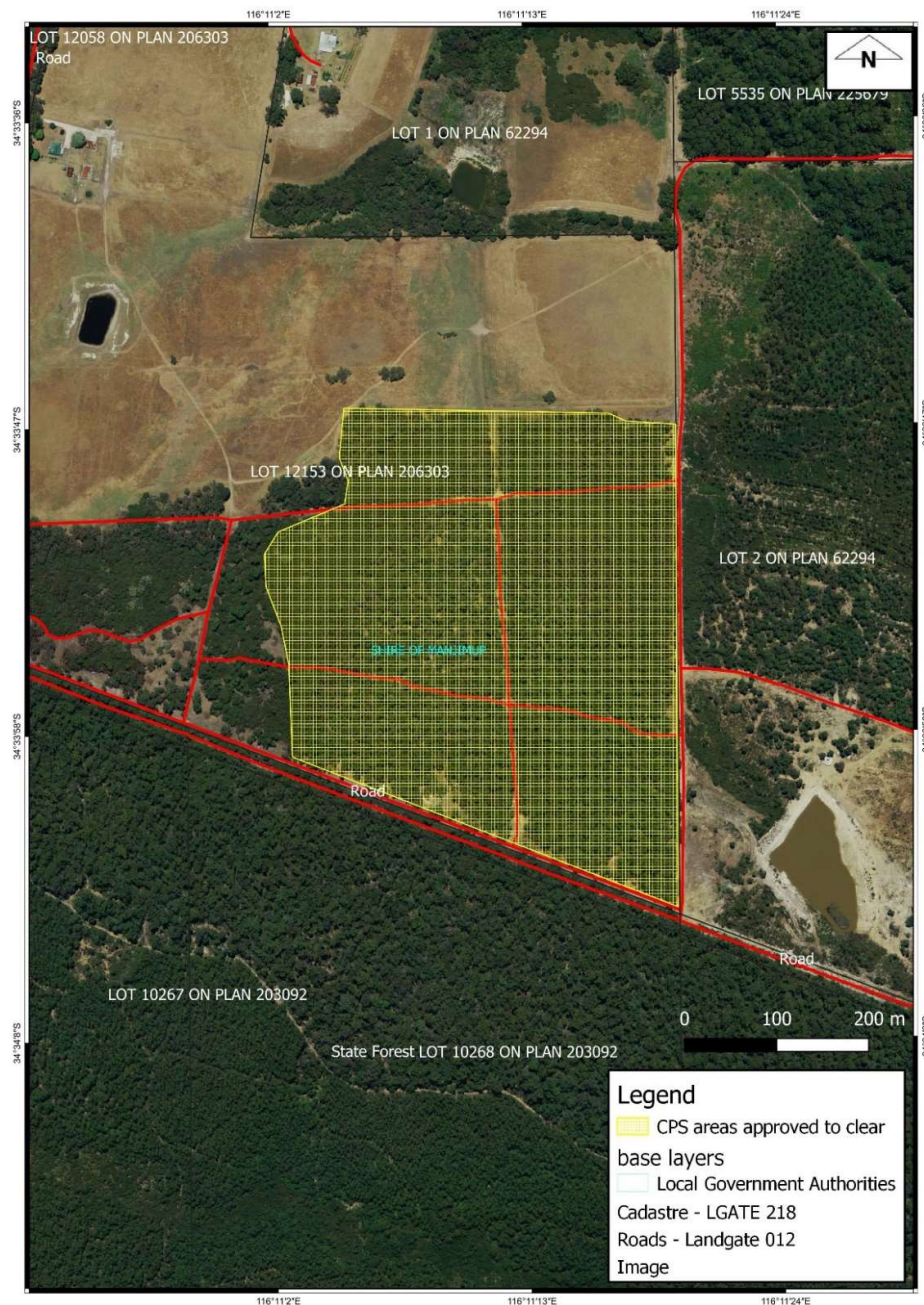 116°11'2"E
116°11'13"E
116°11'24"E
LOT 12058 ON PLAN 206303
Road
N
LOT 5535 ON PLAN 225679
34°33'36"S
LOT 1 ON PLAN 62294
34°33'47"S
LOT 12153 ON PLAN 206303
LOT 2 ON PLAN 62294
SHIRE OF MANJIMUP
34°33'58"S
Road
Road
LOT 10267 ON PLAN 203092
0 100 200 m
34°34'8"S
State Forest LOT 10268 ON PLAN 203092
Legend
CPS areas approved to clear
base layers
Local Government Authorities
Cadastre - LGATE 218
Roads - Landgate 012
Image
116°11'2"E
116°11'13"E
116°11'24"E